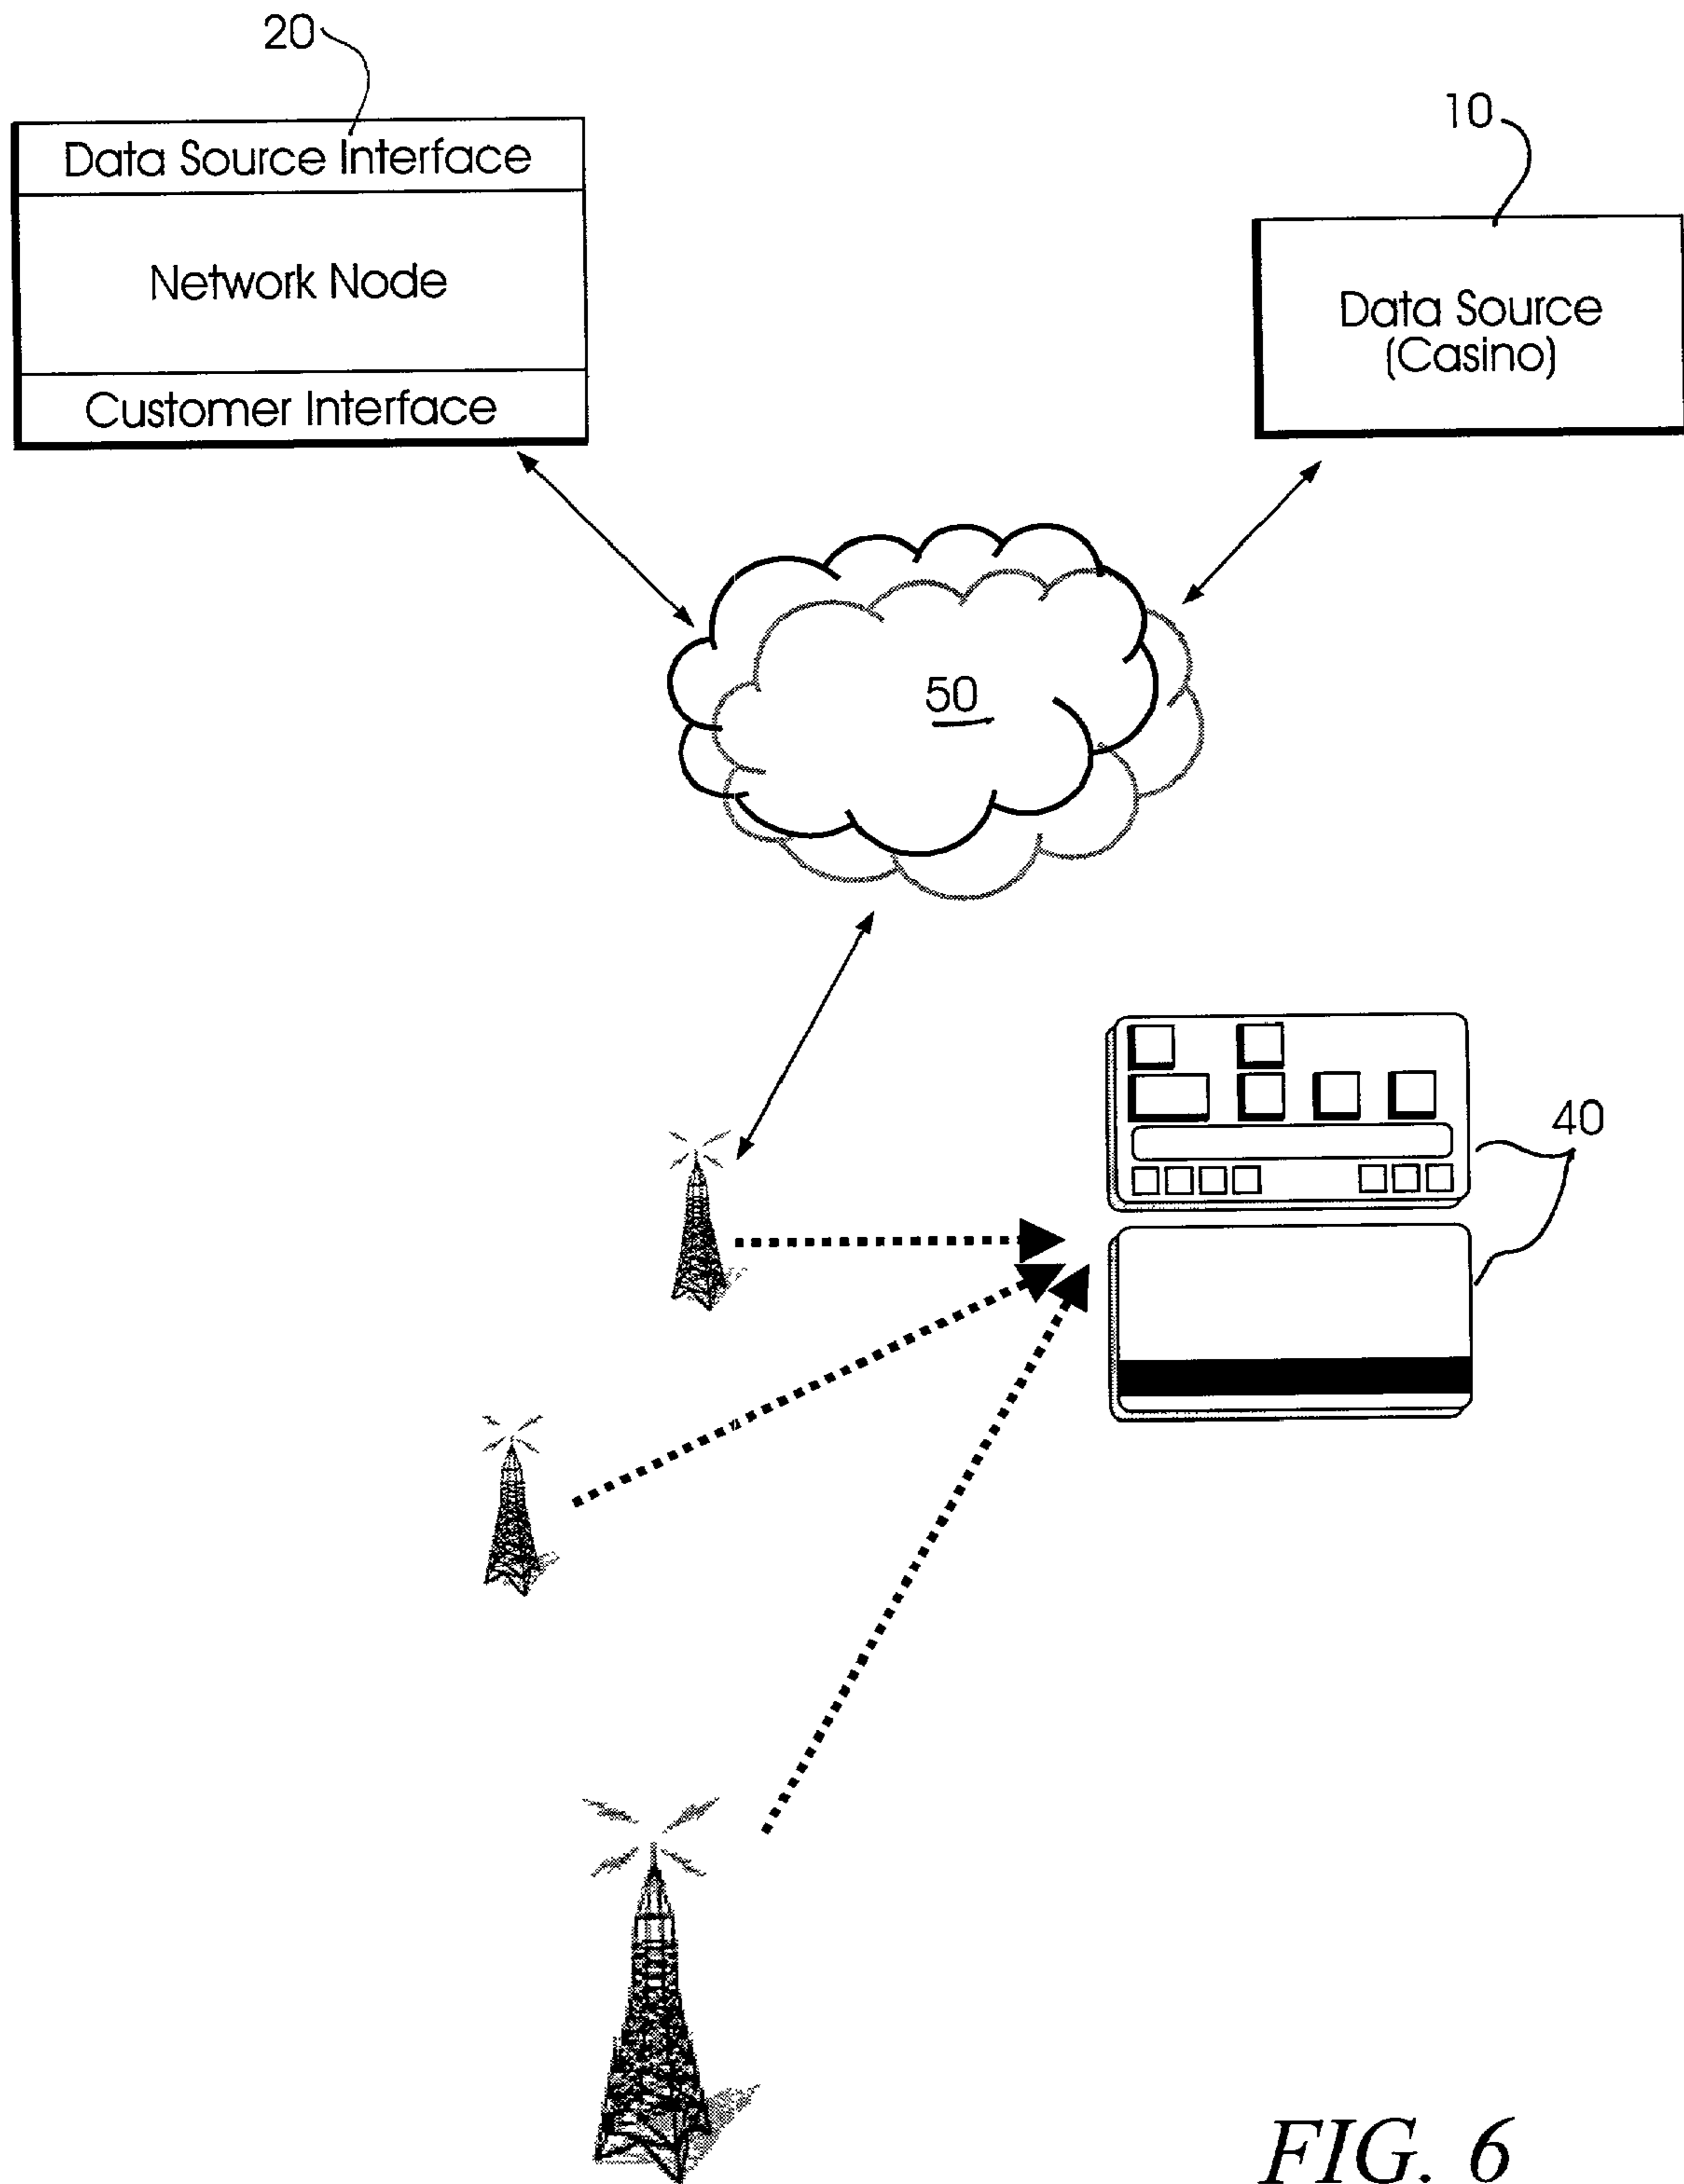 20
10
Data Source Interface
Network Node
Customer Interface
Data Source
(Casino)
50
40
FIG. 6